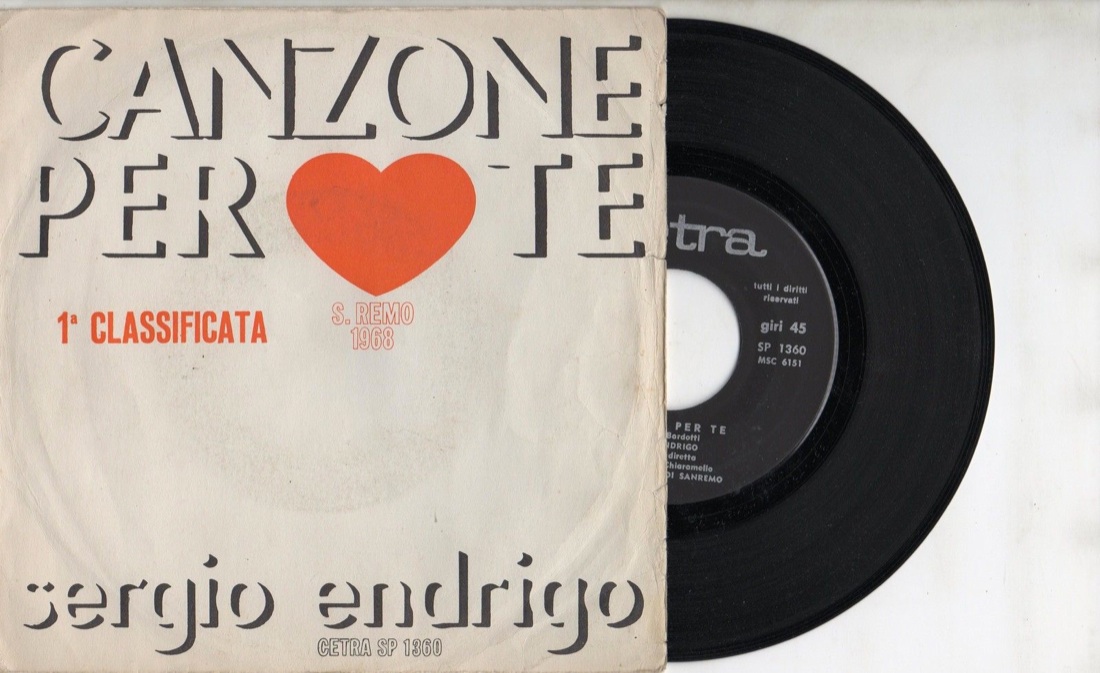 CANZONE
PER TE
1ª CLASSIFICATA
S. REMO
1968
sergio endrigo
CETRA SP 1360
tra
tutti i diritti
riservati
giri 45
SP 1360
MSC 6151
PER TE
Bardotti
NDRIGO
diretta
Chiaramello
DI SANREMO